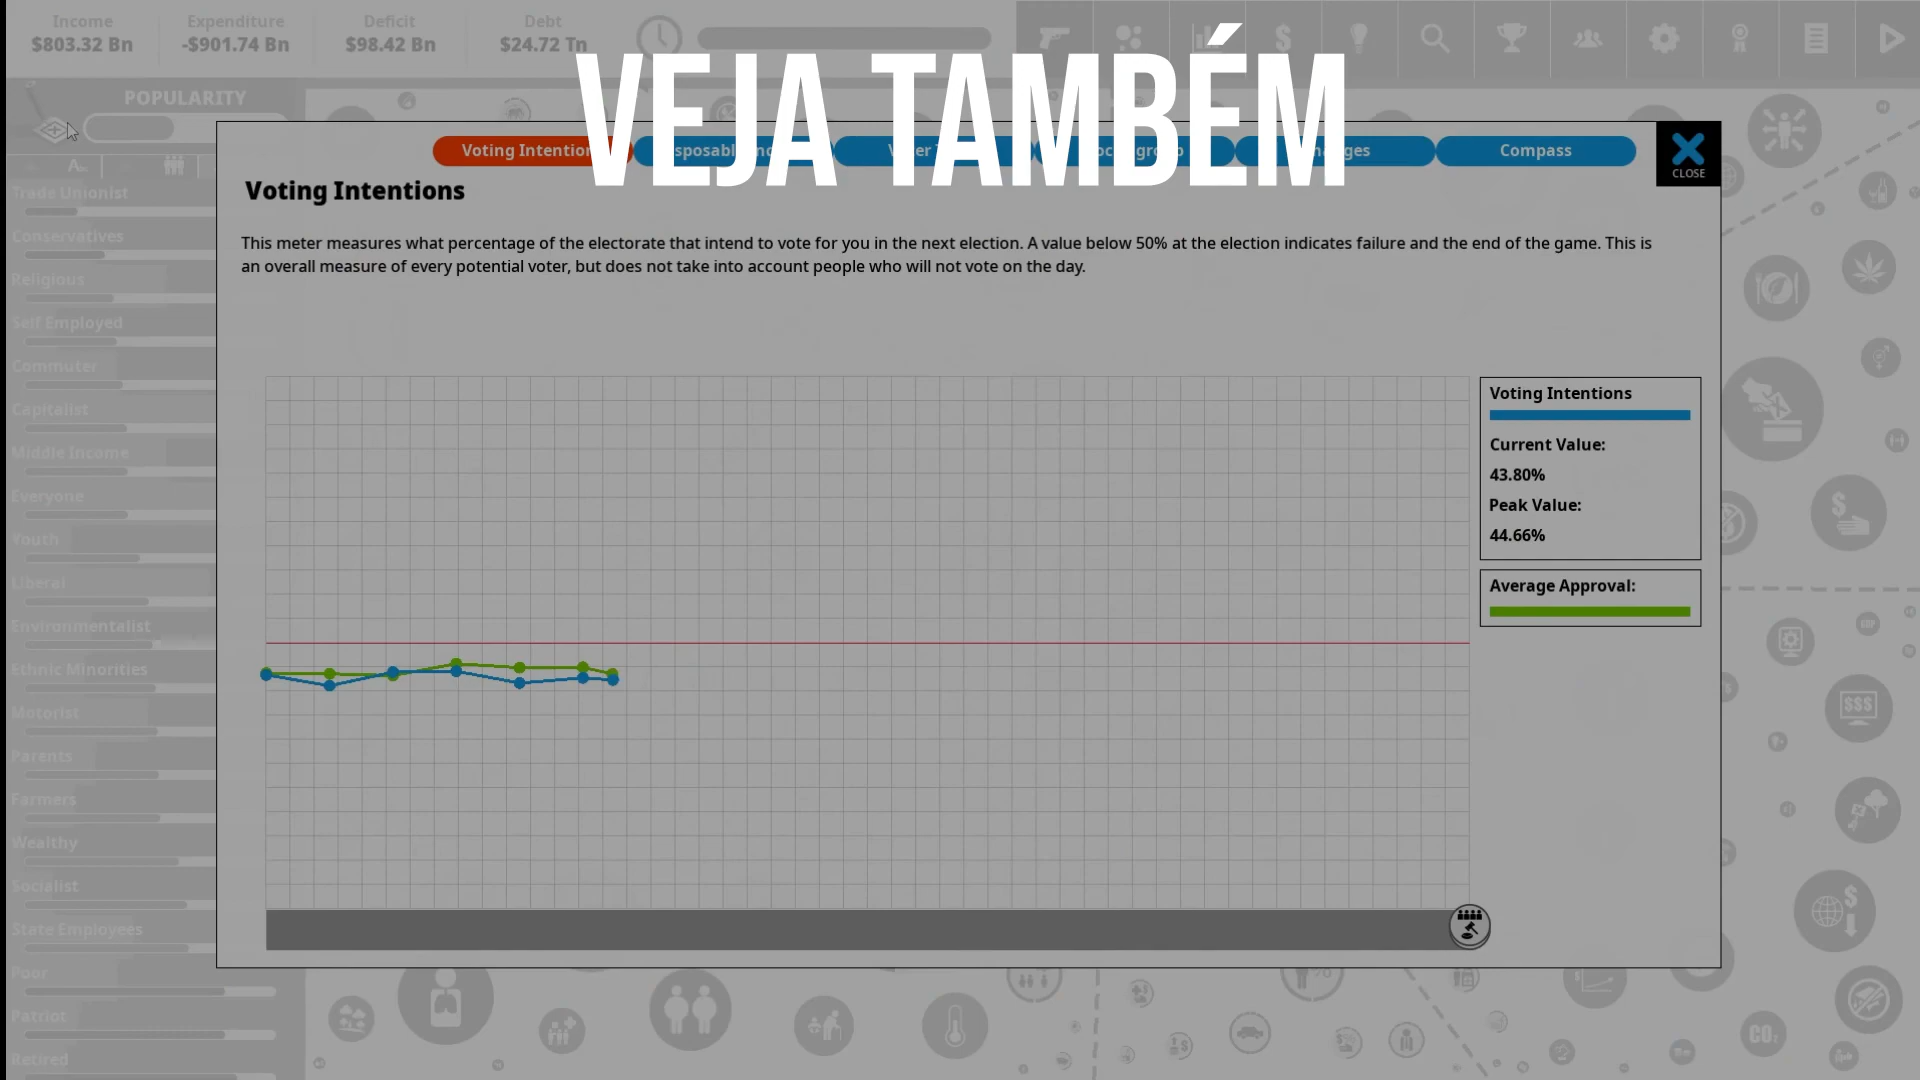 Income Expenditure Deficit Debt
$803.32 Bn -$901.74 Bn $98.42 Bn $24.72 Tn
VEJA TAMBÉM
POPULARITY
Voting Intention Compass
CLOSE
Voting Intentions
This meter measures what percentage of the electorate that intend to vote for you in the next election. A value below 50% at the election indicates failure and the end of the game. This is
an overall measure of every potential voter, but does not take into account people who will not vote on the day.
Trade Unionist
Conservatives
Religious
Self Employed
Commuter
Capitalist
Middle Income
Everyone
Youth
Liberal
Environmentalist
Ethnic Minorities
Motorist
Parents
Farmers
Wealthy
Socialist
State Employees
Poor
Patriot
Retired
Voting Intentions
Current Value:
43.80%
Peak Value:
44.66%
Average Approval:
$$$
GDP
CO₂